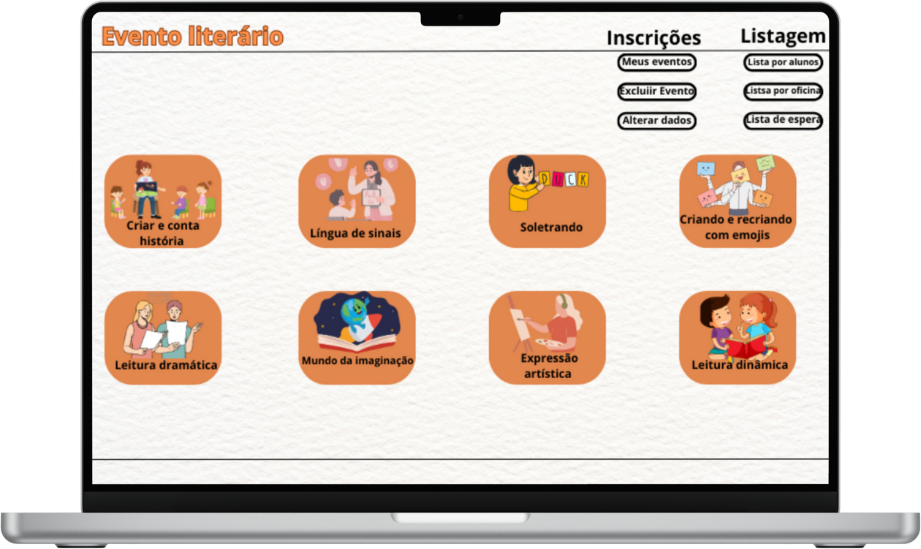 Evento literário
Inscrições
Listagem
Meus eventos
Lista por alunos
Excluiir Evento
Listsa por oficina
Alterar dados
Lista de espera
DUCK
Criar e conta
história
Língua de sinais
Soletrando
Criando e recriando
com emojis
Leitura dramática
Mundo da imaginação
Expressão
artística
Leitura dinâmica